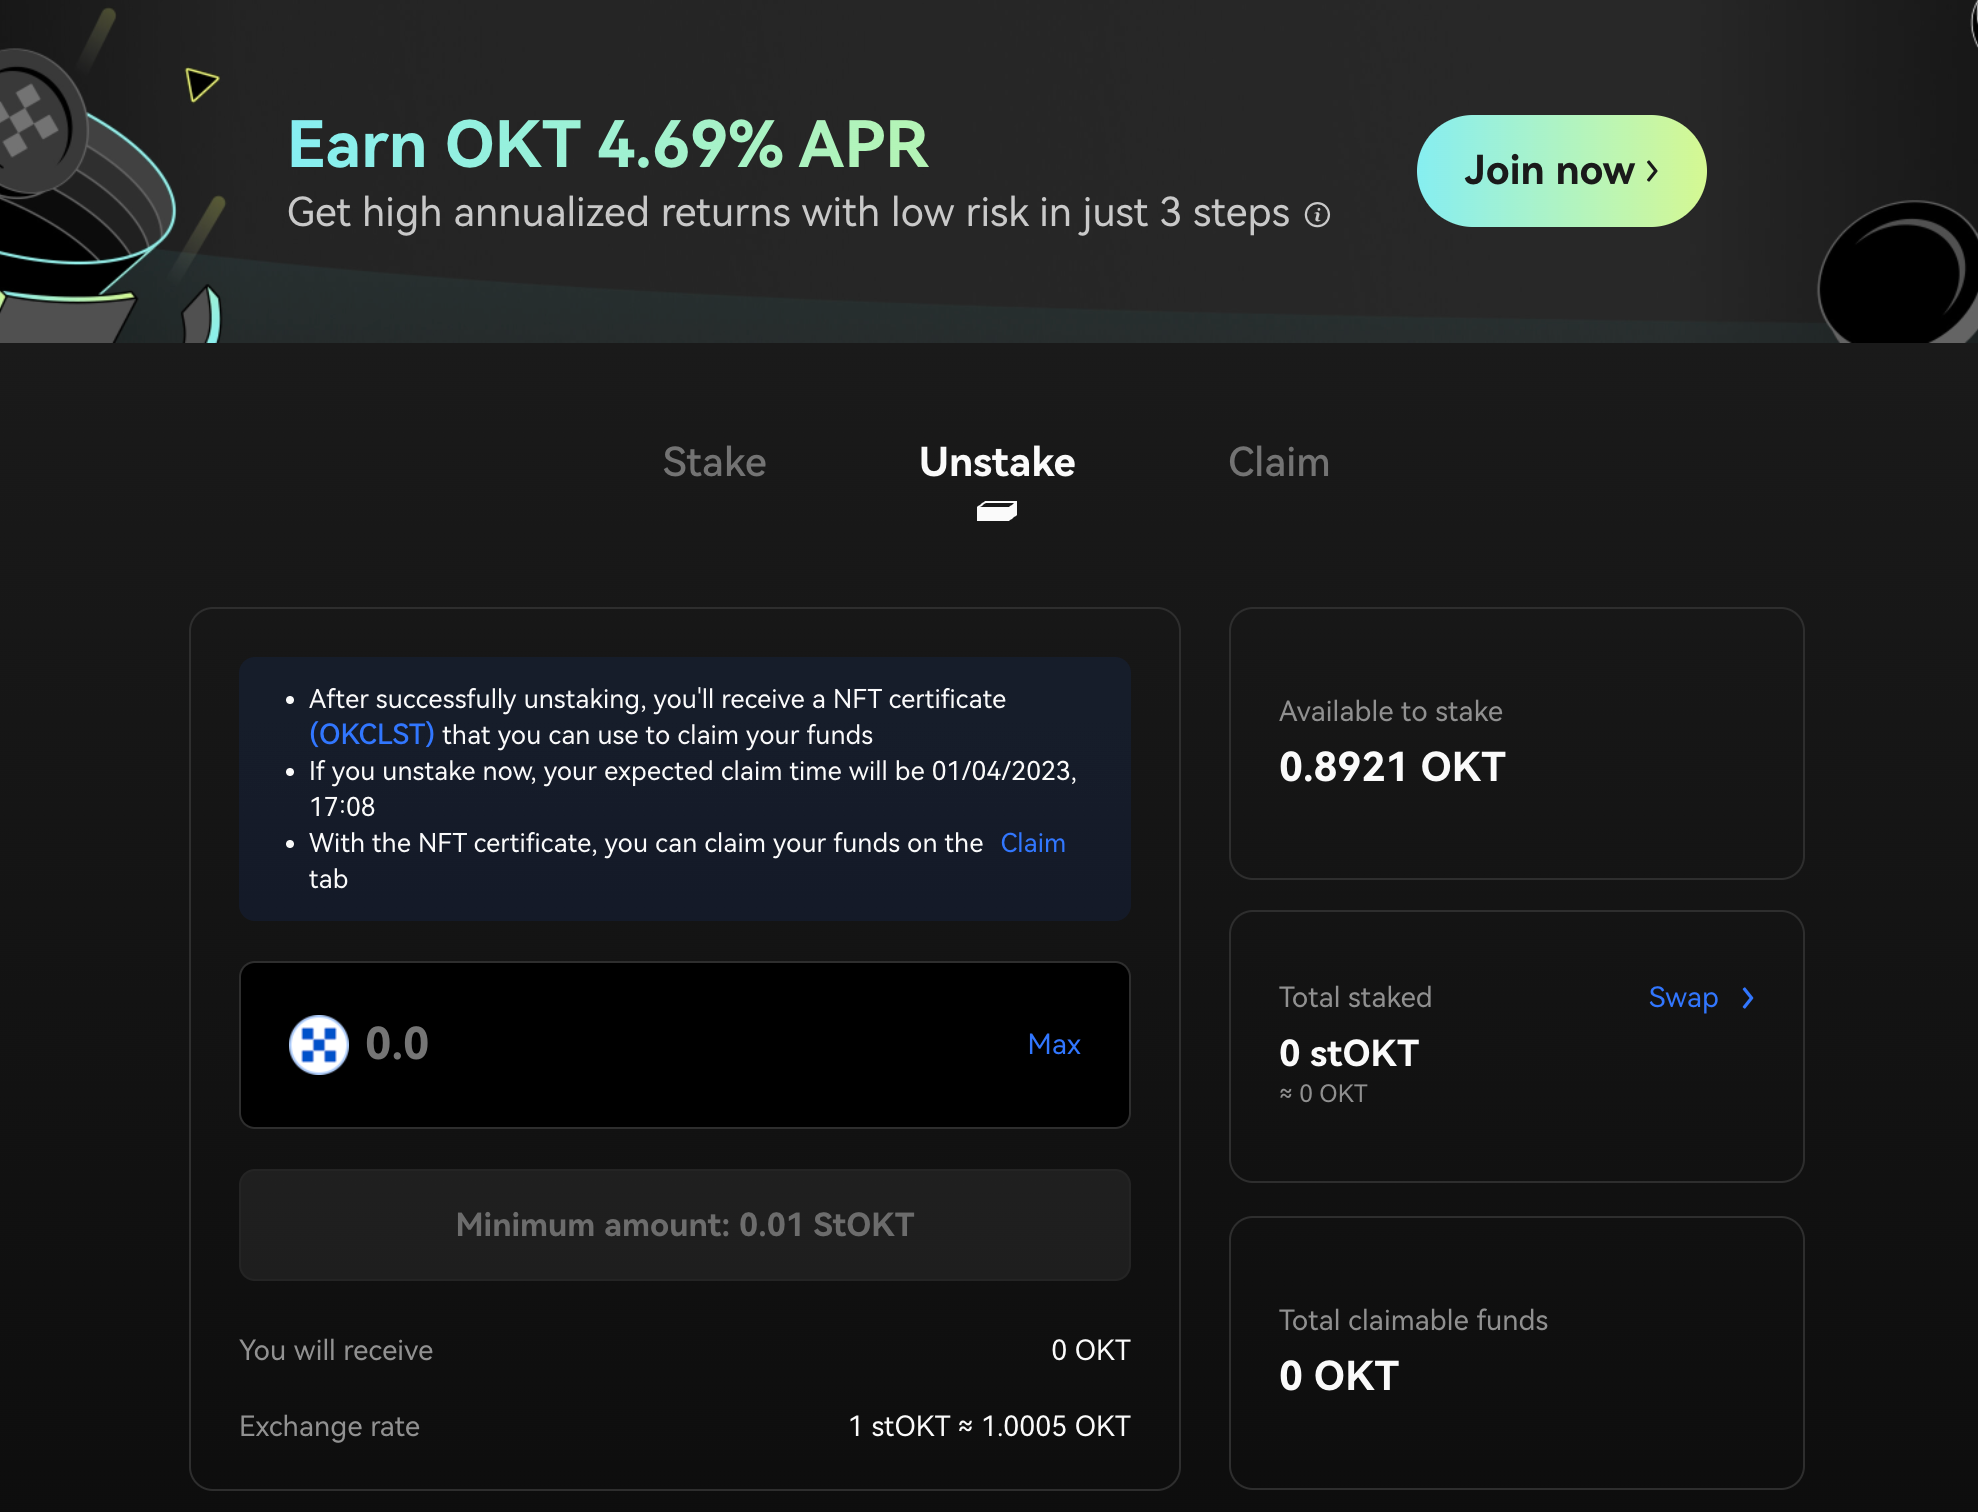 Earn OKT 4.69% APR
Get high annualized returns with low risk in just 3 steps
Join now
Stake
Unstake
Claim
After successfully unstaking, you'll receive a NFT certificate
(OKCLST) that you can use to claim your funds
If you unstake now, your expected claim time will be 01/04/2023,
17:08
With the NFT certificate, you can claim your funds on the Claim
tab
0.0
Max
Minimum amount: 0.01 StOKT
You will receive
0 OKT
Exchange rate
1 stOKT ≈ 1.0005 OKT
Available to stake
0.8921 OKT
Total staked
Swap
0 stOKT
≈ 0 OKT
Total claimable funds
0 OKT